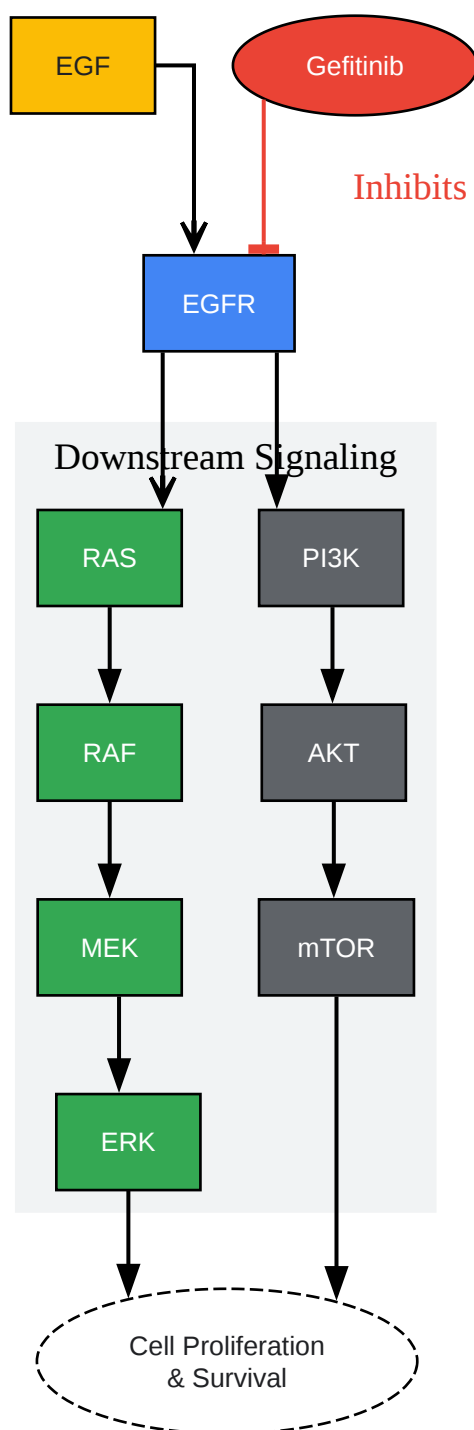 EGF
Gefitinib
Inhibits
EGFR
Downstream Signaling
RAS
PI3K
RAF
AKT
MEK
mTOR
ERK
Cell Proliferation
& Survival